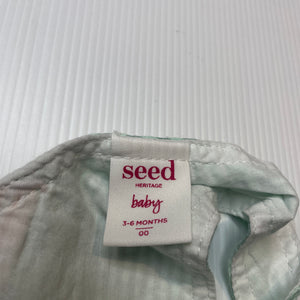 seed
HERITAGE
baby
3-6 MONTHS
00